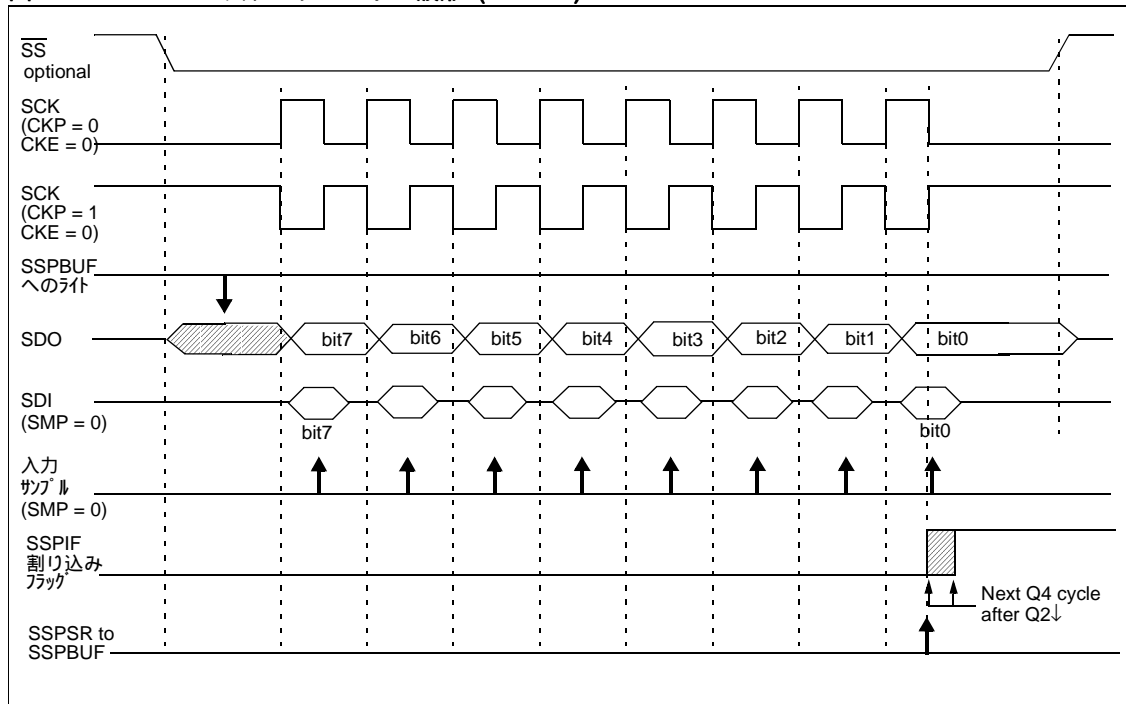 SS
optional
SCK
(CKP = 0
CKE = 0)
SCK
(CKP = 1
CKE = 0)
SSPBUF
へのﾗｲﾄ
SDO
bit7 bit6 bit5 bit4 bit3 bit2 bit1 bit0
SDI
(SMP = 0)
bit7 bit0
入力
ｻﾝﾌﾟﾙ
(SMP = 0)
SSPIF
割り込み
ﾌﾗｯｸﾞ
Next Q4 cycle
after Q2↓
SSPSR to
SSPBUF